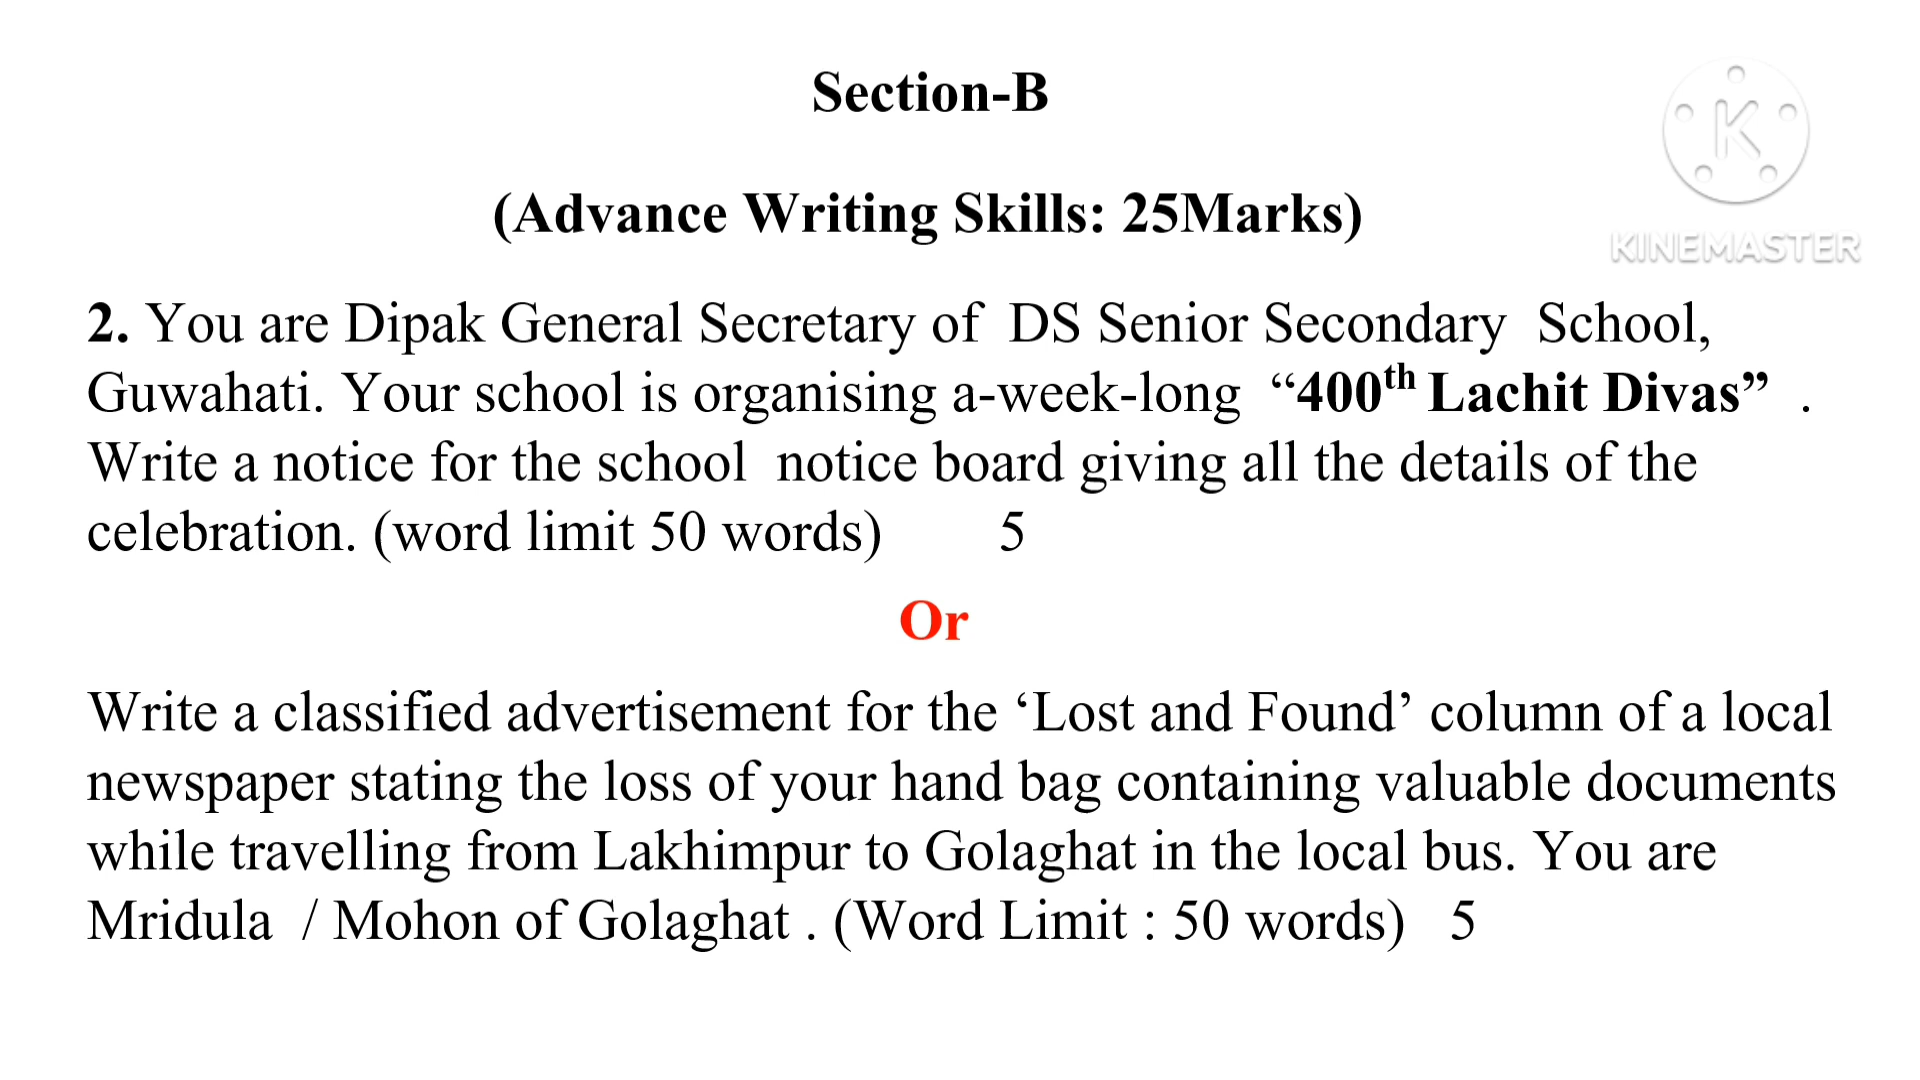 Section-B
K
KINEMASTER
(Advance Writing Skills: 25Marks)
2. You are Dipak General Secretary of DS Senior Secondary School,
Guwahati. Your school is organising a-week-long “400th Lachit Divas” .
Write a notice for the school notice board giving all the details of the
celebration. (word limit 50 words) 5
Or
Write a classified advertisement for the ‘Lost and Found’ column of a local
newspaper stating the loss of your hand bag containing valuable documents
while travelling from Lakhimpur to Golaghat in the local bus. You are
Mridula / Mohon of Golaghat . (Word Limit : 50 words) 5